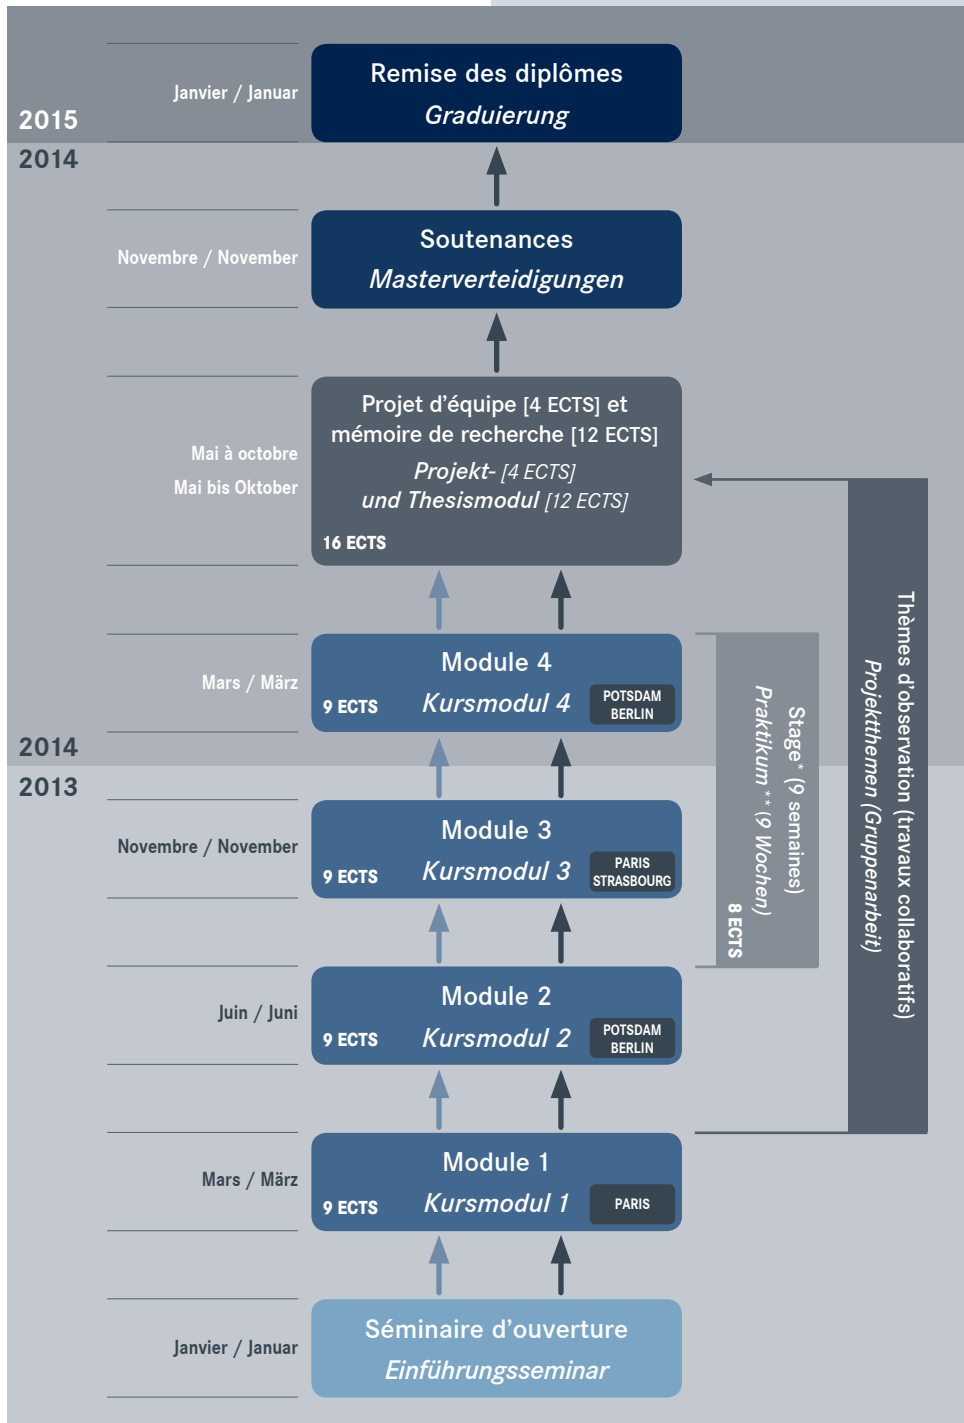 2015
Janvier / Januar
Remise des diplômes
Graduierung
2014
Novembre / November
Soutenances
Masterverteidigungen
Mai à octobre
Mai bis Oktober
Projet d'équipe [4 ECTS] et
mémoire de recherche [12 ECTS]
Projekt- [4 ECTS]
und Thesismodul [12 ECTS]
16 ECTS
Mars / März
Module 4
Kursmodul 4
9 ECTS
POTSDAM
BERLIN
2014
2013
Novembre / November
Module 3
Kursmodul 3
9 ECTS
PARIS
STRASBOURG
Juin / Juni
Module 2
Kursmodul 2
9 ECTS
POTSDAM
BERLIN
Mars / März
Module 1
Kursmodul 1
9 ECTS
PARIS
Janvier / Januar
Séminaire d'ouverture
Einführungsseminar
Stage* (9 semaines)
Praktikum ** (9 Wochen)
8 ECTS
Thèmes d'observation (travaux collaboratifs)
Projektthemen (Gruppenarbeit)